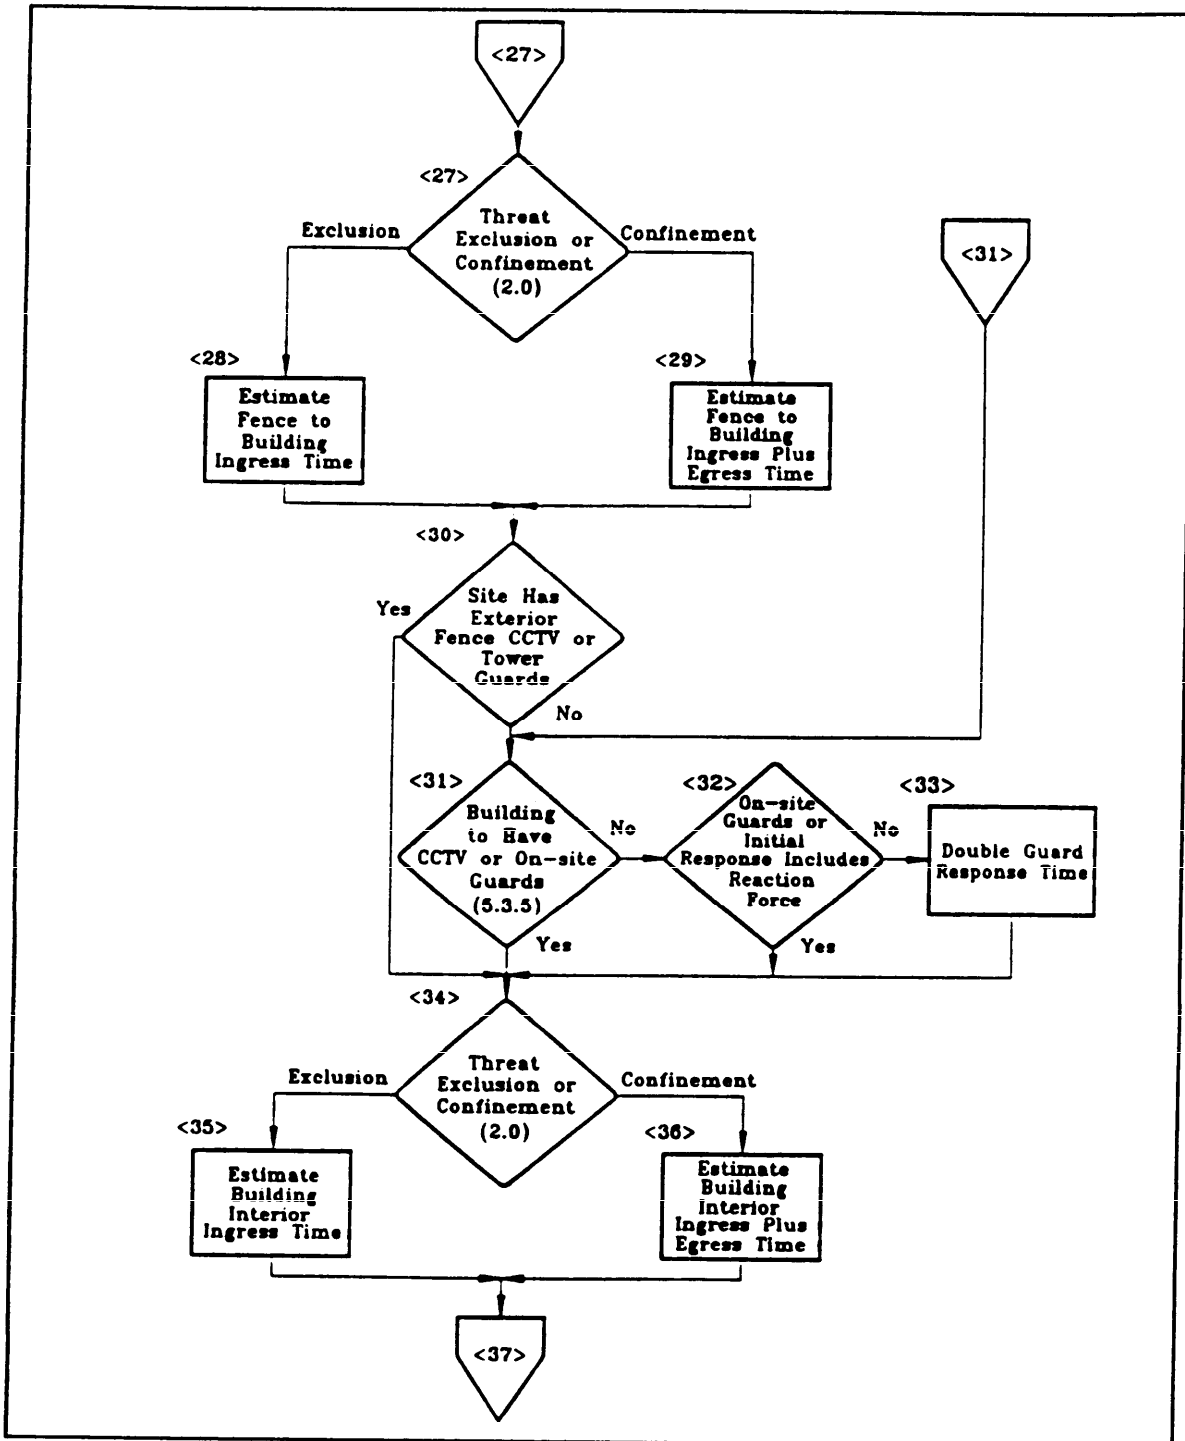 <27>
<27>
Threat
Exclusion or
Confinement
(2.0)
Exclusion
Confinement
<31>
<28>
Estimate
Fence to
Building
Ingress Time
<29>
Estimate
Fence to
Building
Ingress Plus
Egress Time
<30>
Site Has
Exterior
Fence CCTV or
Tower
Guards
Yes
No
<31>
Building
to Have
CCTV or On-site
Guards
(5.3.5)
No
Yes
<32>
On-site
Guards or
Initial
Response Includes
Reaction
Force
No
Yes
<33>
Double Guard
Response Time
<34>
Threat
Exclusion or
Confinement
(2.0)
Exclusion
Confinement
<35>
Estimate
Building
Interior
Ingress Time
<36>
Estimate
Building
Interior
Ingress Plus
Egress Time
<37>